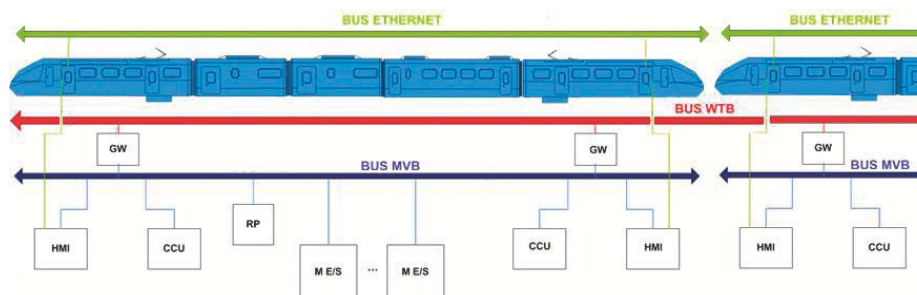 BUS ETHERNET
BUS ETHERNET
BUS WTB
GW
GW
GW
BUS MVB
BUS MVB
RP
HMI
CCU
M E/S
...
M E/S
CCU
HMI
HMI
CCU